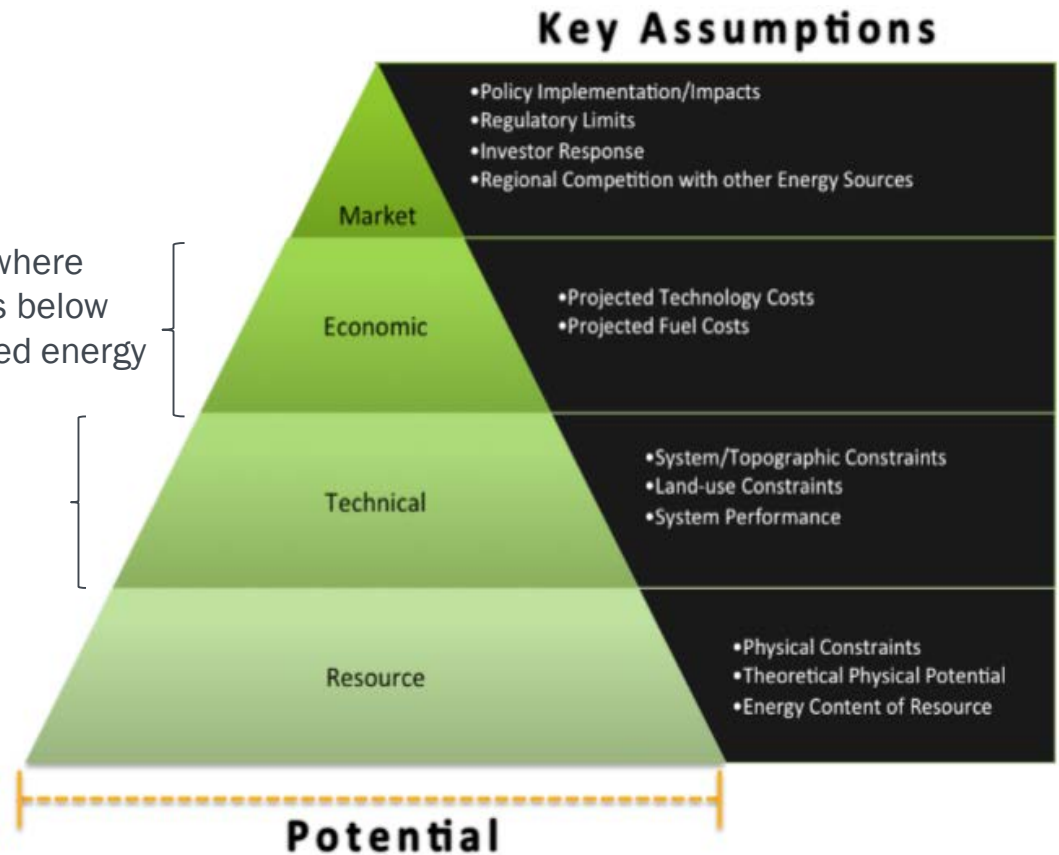 Key Assumptions
•Policy Implementation/Impacts
•Regulatory Limits
•Investor Response
•Regional Competition with other Energy Sources
Market
where
s below
ed energy
Economic
•Projected Technology Costs
•Projected Fuel Costs
Technical
•System/Topographic Constraints
•Land-use Constraints
•System Performance
Resource
•Physical Constraints
•Theoretical Physical Potential
•Energy Content of Resource
Potential